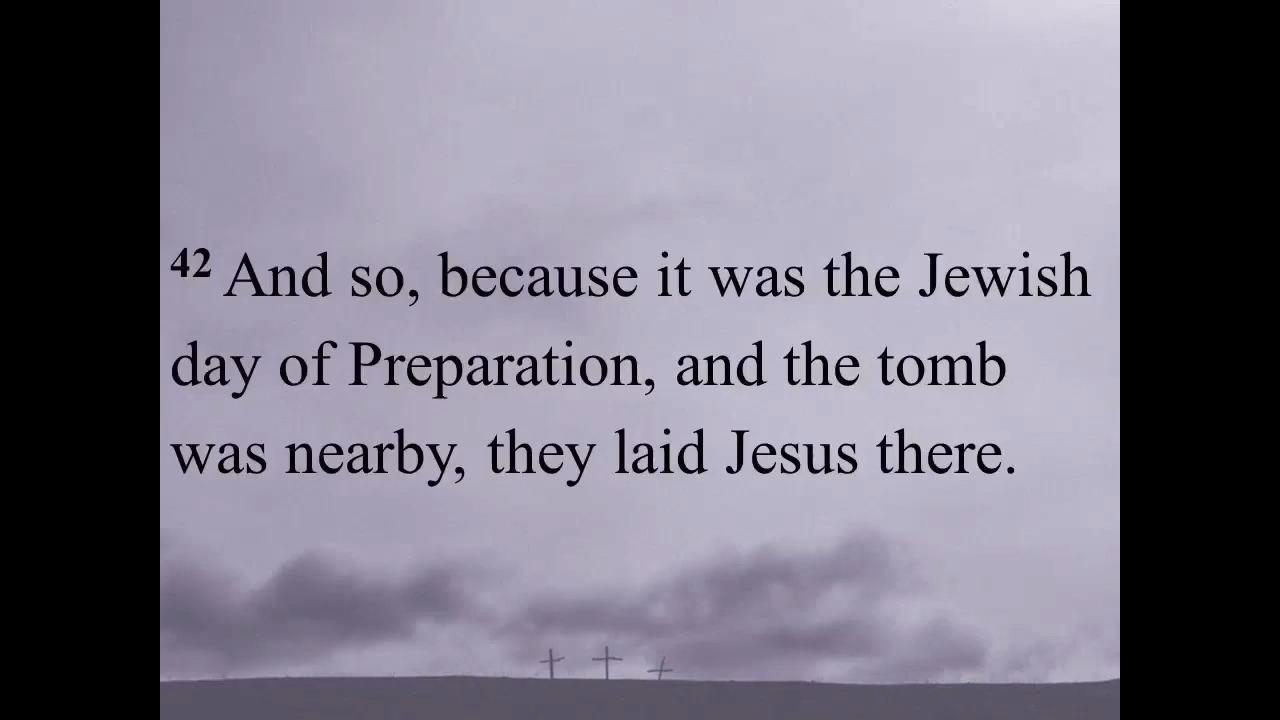 42 And so, because it was the Jewish
day of Preparation, and the tomb
was nearby, they laid Jesus there.